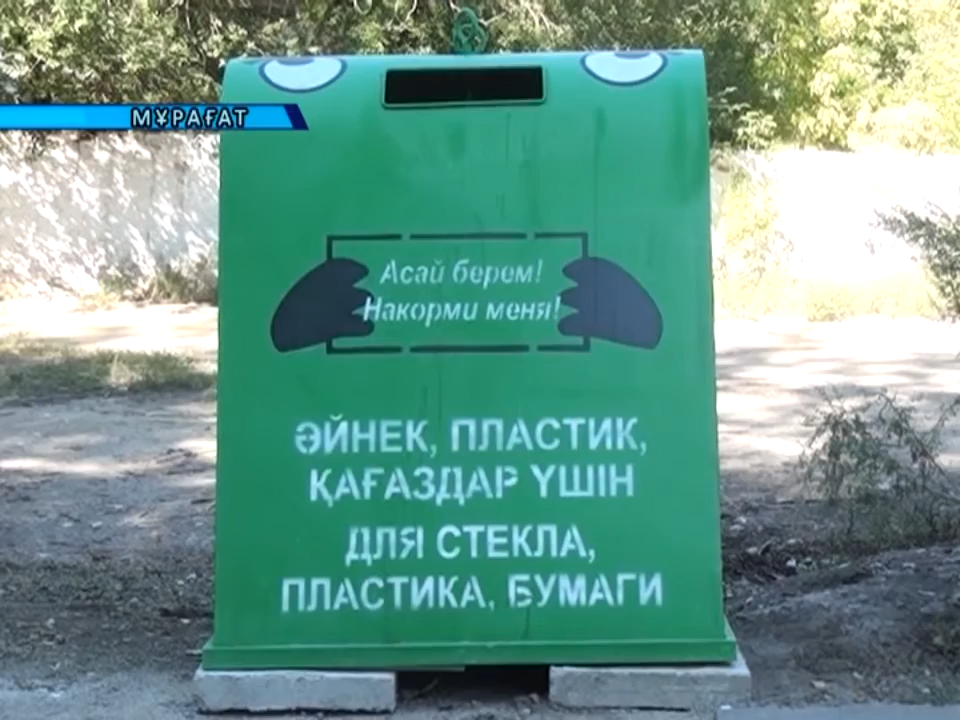 МҰРАҒАТ
Асай берем!
Накорми меня!
ӘЙНЕК, ПЛАСТИК,
ҚАҒАЗДАР ҮШІН
ДЛЯ СТЕКЛА,
ПЛАСТИКА, БУМАГИ